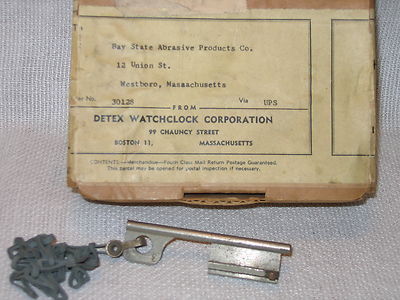 Bay State Abrasive Products Co.
12 Union St.
Westboro, Massachusetts
er No. 30128 Via UPS
FROM
DETEX WATCHCLOCK CORPORATION
99 CHAUNCY STREET
BOSTON 11, MASSACHUSETTS
CONTENTS—Merchandise—Fourth Class Mail Return Postage Guaranteed.
This parcel may be opened for postal inspection if necessary.